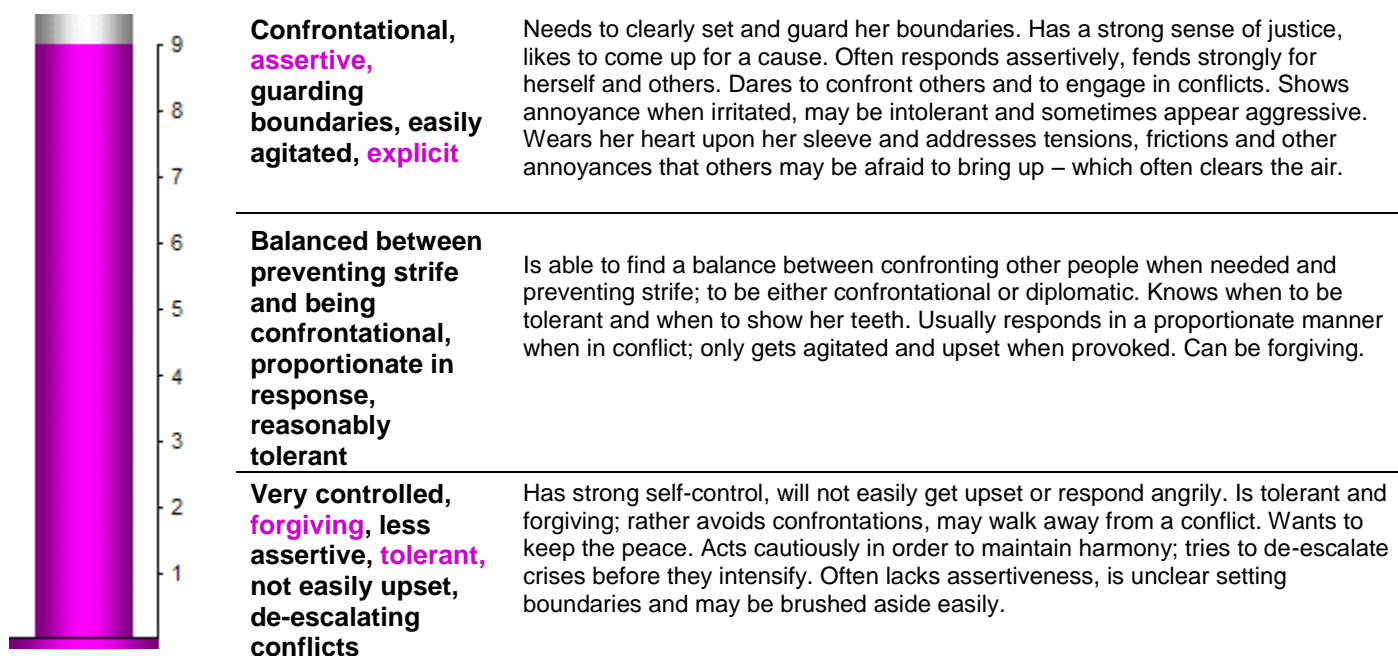 9
8
7
6
5
4
3
2
1
Confrontational,
assertive,
guarding
boundaries, easily
agitated, explicit
Needs to clearly set and guard her boundaries. Has a strong sense of justice,
likes to come up for a cause. Often responds assertively, fends strongly for
herself and others. Dares to confront others and to engage in conflicts. Shows
annoyance when irritated, may be intolerant and sometimes appear aggressive.
Wears her heart upon her sleeve and addresses tensions, frictions and other
annoyances that others may be afraid to bring up – which often clears the air.
Balanced between
preventing strife
and being
confrontational,
proportionate in
response,
reasonably
tolerant
Is able to find a balance between confronting other people when needed and
preventing strife; to be either confrontational or diplomatic. Knows when to be
tolerant and when to show her teeth. Usually responds in a proportionate manner
when in conflict; only gets agitated and upset when provoked. Can be forgiving.
Very controlled,
forgiving, less
assertive, tolerant,
not easily upset,
de-escalating
conflicts
Has strong self-control, will not easily get upset or respond angrily. Is tolerant and
forgiving; rather avoids confrontations, may walk away from a conflict. Wants to
keep the peace. Acts cautiously in order to maintain harmony; tries to de-escalate
crises before they intensify. Often lacks assertiveness, is unclear setting
boundaries and may be brushed aside easily.